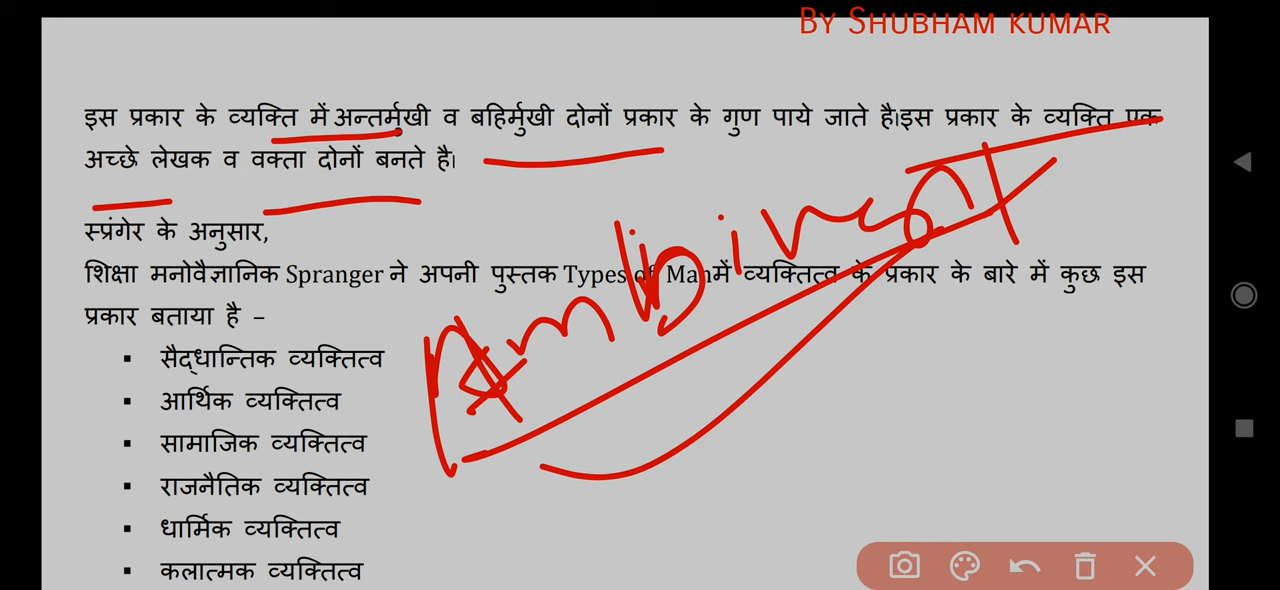 BY SHUBHAM KUMAR
इस प्रकार के व्यक्ति में अन्तर्मुखी व बहिर्मुखी दोनों प्रकार के गुण पाये जाते है।इस प्रकार के व्यक्ति एक
अच्छे लेखक व वक्ता दोनों बनते है।
स्प्रंगेर के अनुसार,
शिक्षा मनोवैज्ञानिक Spranger ने अपनी पुस्तक Types of Man में व्यक्तित्व के प्रकार के बारे में कुछ इस
प्रकार बताया है –
▪ सैद्धान्तिक व्यक्तित्व
▪ आर्थिक व्यक्तित्व
▪ सामाजिक व्यक्तित्व
▪ राजनैतिक व्यक्तित्व
▪ धार्मिक व्यक्तित्व
▪ कलात्मक व्यक्तित्व